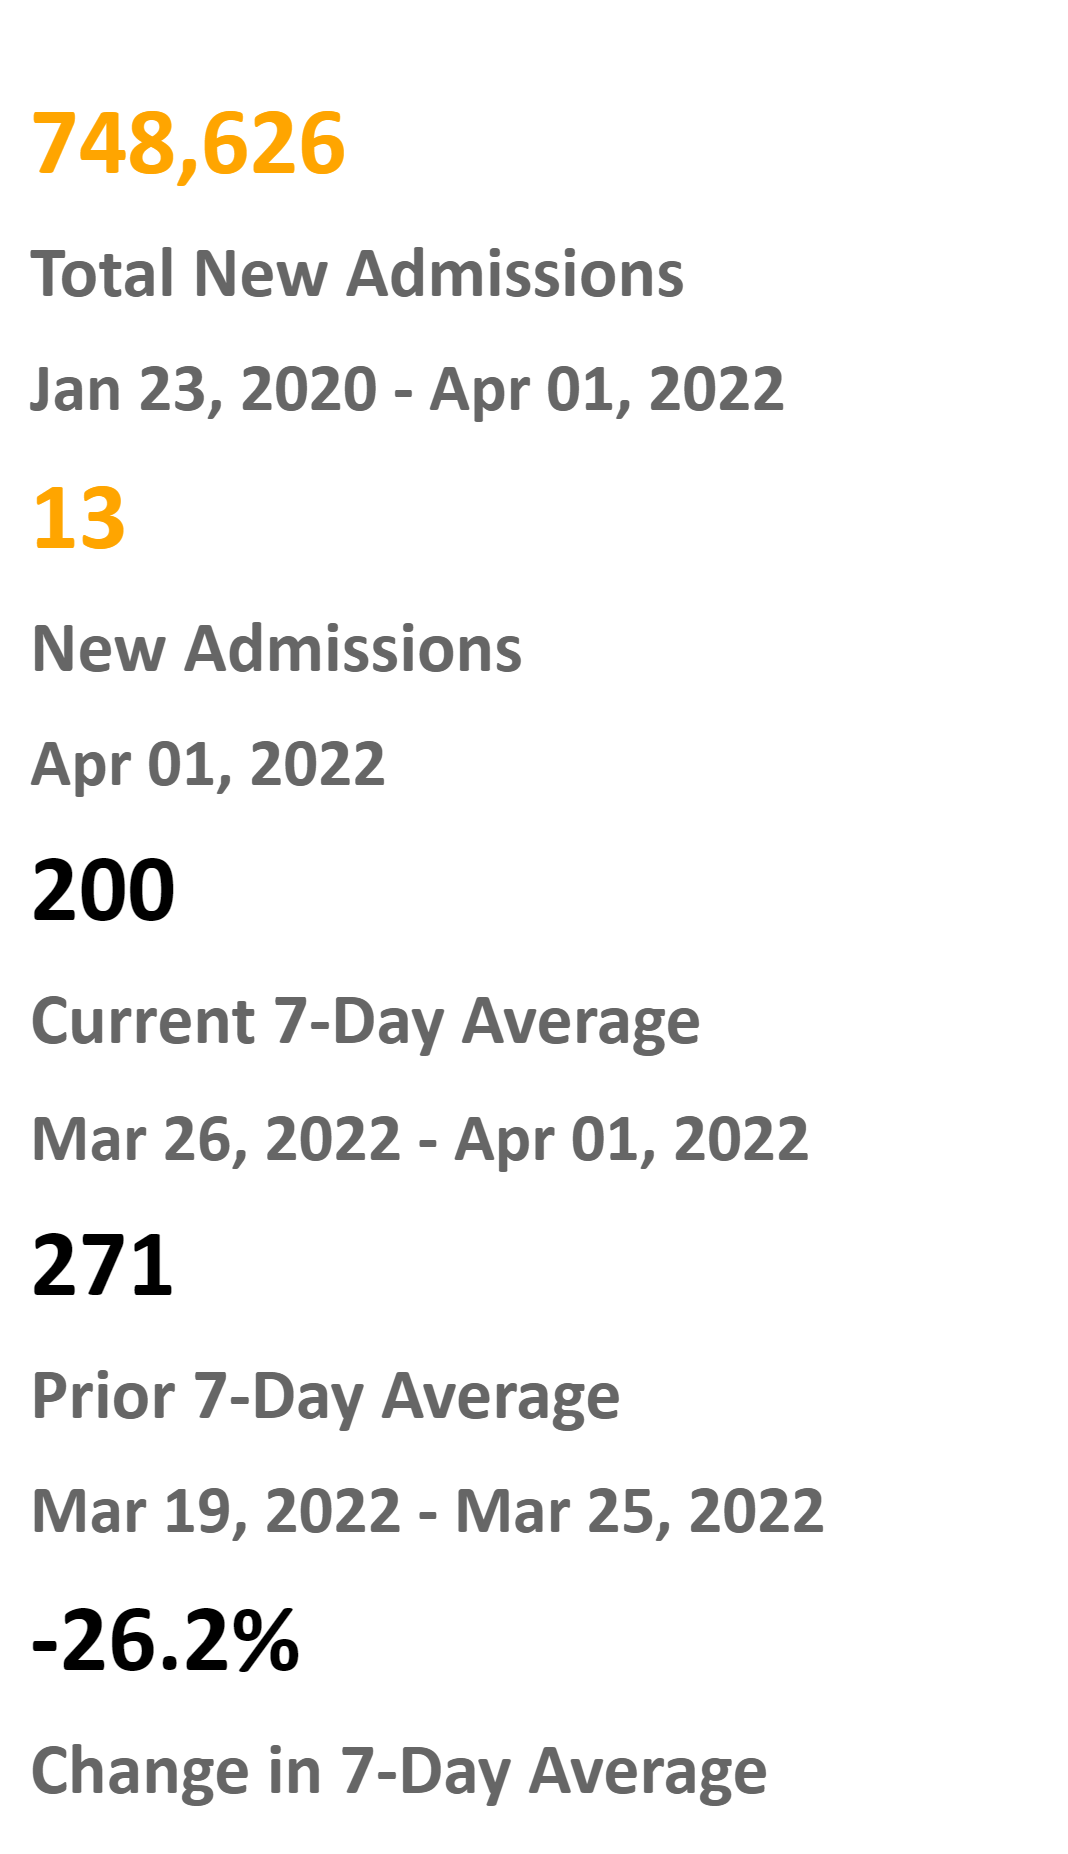 748,626
Total New Admissions
Jan 23, 2020 - Apr 01, 2022
13
New Admissions
Apr 01, 2022
200
Current 7-Day Average
Mar 26, 2022 - Apr 01, 2022
271
Prior 7-Day Average
Mar 19, 2022 - Mar 25, 2022
-26.2%
Change in 7-Day Average